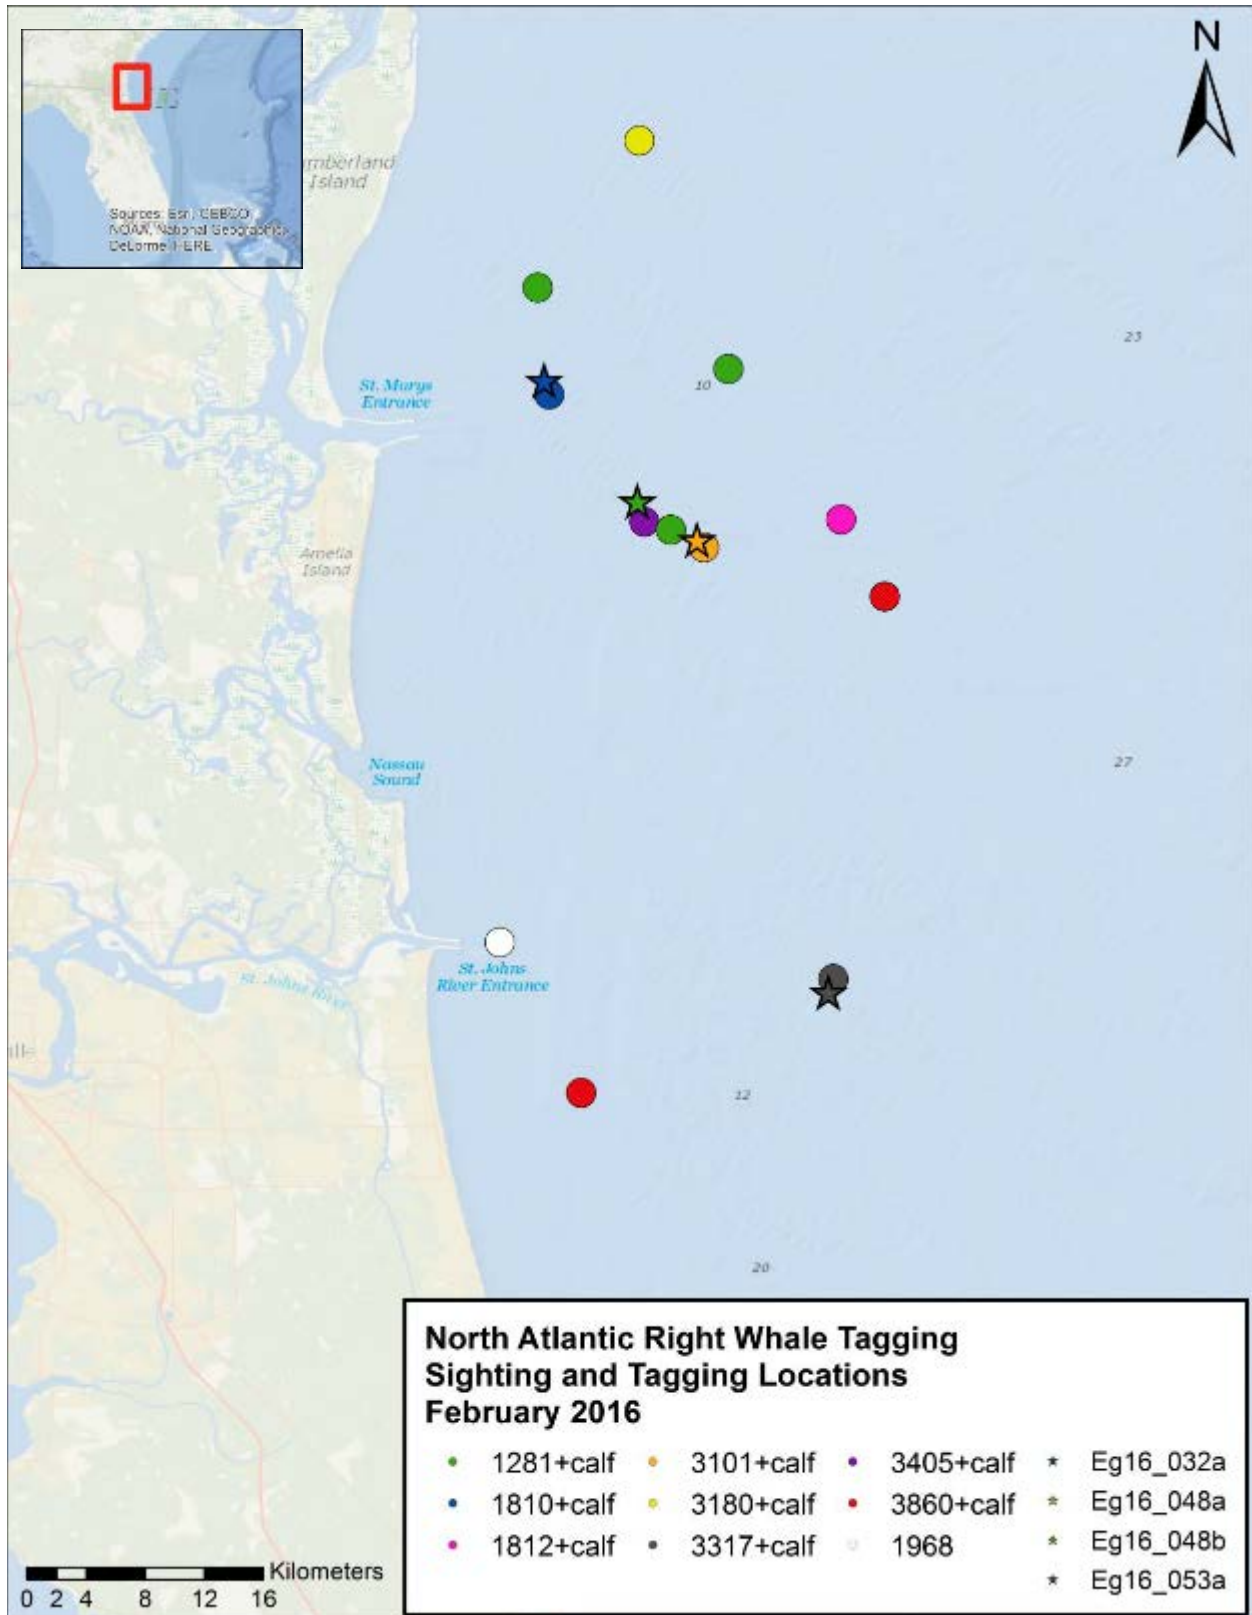 N
mberland
Island
Sources: Esri, GEBCO,
NOAA, National Geographic,
DeLorme, HERE
23
10
St. Marys
Entrance
Amelia
Island
27
Nassau
Sound
St. Johns
River Entrance
St. Johns River
ille
12
20
North Atlantic Right Whale Tagging
Sighting and Tagging Locations
February 2016
1281+calf 3101+calf 3405+calf Eg16_032a
1810+calf 3180+calf 3860+calf Eg16_048a
1812+calf 3317+calf 1968 Eg16_048b
Eg16_053a
Kilometers
0 2 4 8 12 16